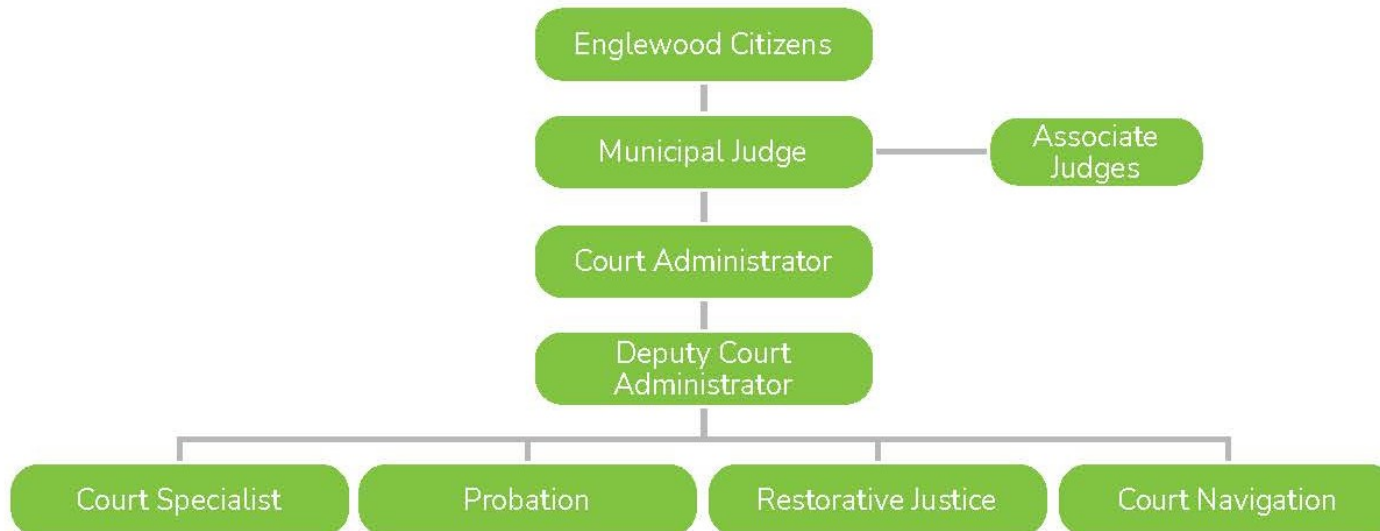 Englewood Citizens
Municipal Judge
Associate
Judges
Court Administrator
Deputy Court
Administrator
Court Specialist
Probation
Restorative Justice
Court Navigation